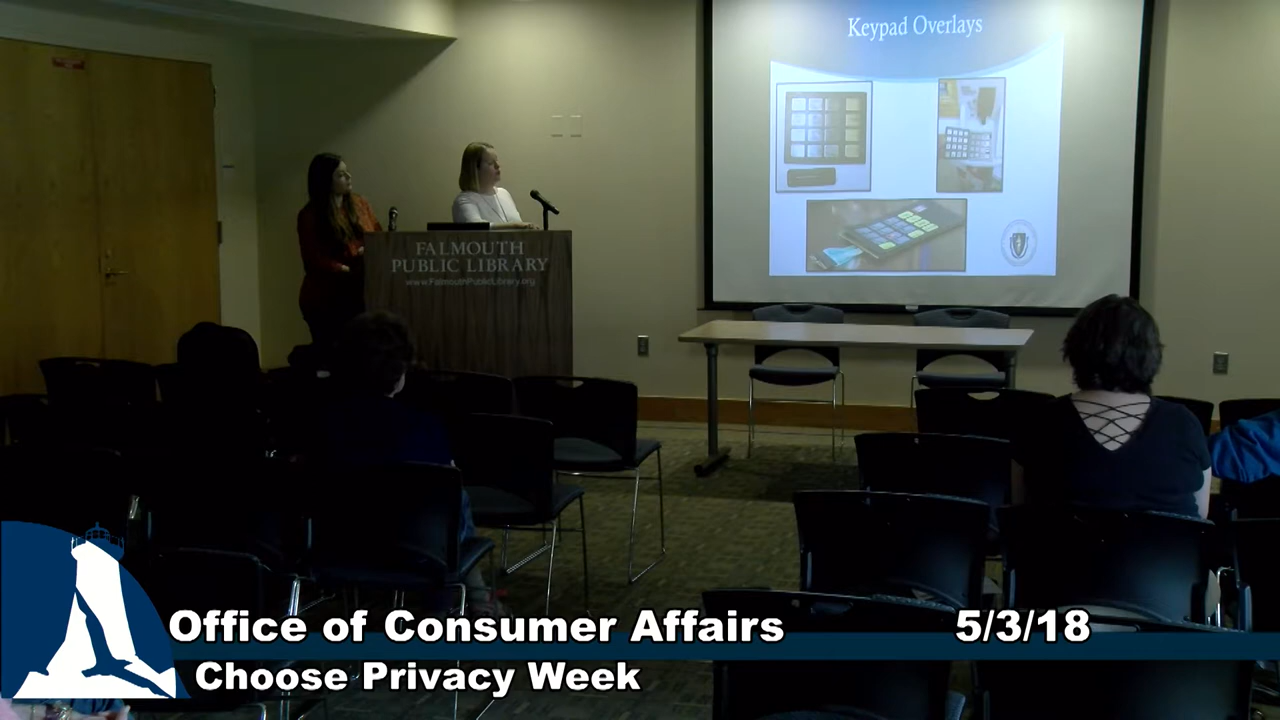 Keypad Overlays
FALMOUTH
PUBLIC LIBRARY
www.FalmouthPublicLibrary.org
Office of Consumer Affairs 5/3/18
Choose Privacy Week